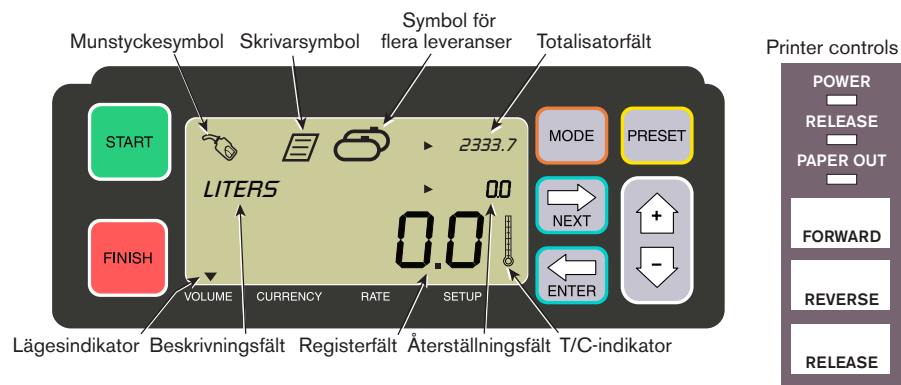 Symbol för
Munstyckesymbol Skrivarsymbol flera leveranser Totalisatorfält
Printer controls
START
2333.7
MODE
PRESET
LITERS
0.0
NEXT
+
FINISH
0.0
ENTER
−
VOLUME CURRENCY RATE SETUP
Lägesindikator Beskrivningsfält Registerfält Återställningsfält T/C-indikator
POWER
RELEASE
PAPER OUT
FORWARD
REVERSE
RELEASE